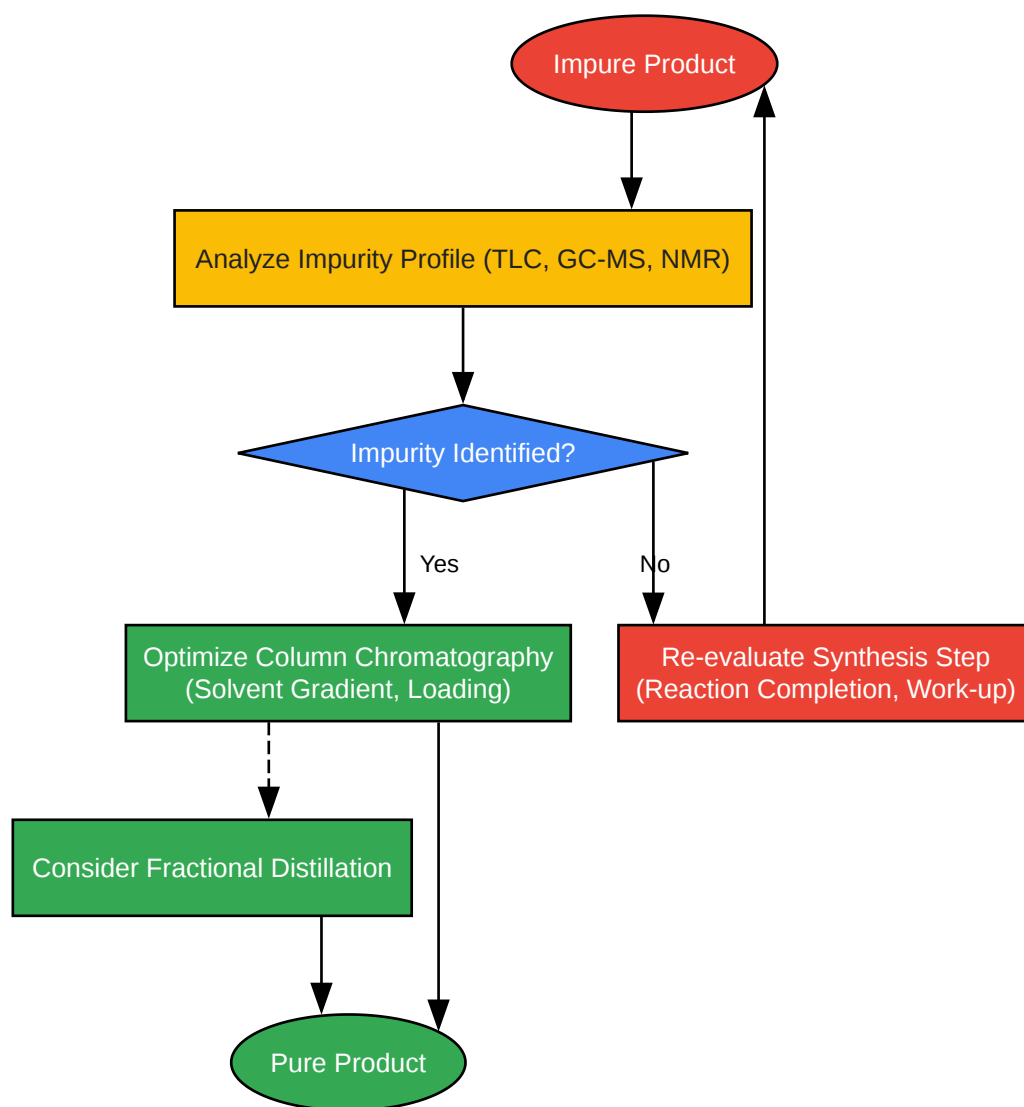 Impure Product
Analyze Impurity Profile (TLC, GC-MS, NMR)
Impurity Identified?
Yes
No
Optimize Column Chromatography
(Solvent Gradient, Loading)
Re-evaluate Synthesis Step
(Reaction Completion, Work-up)
Consider Fractional Distillation
Pure Product